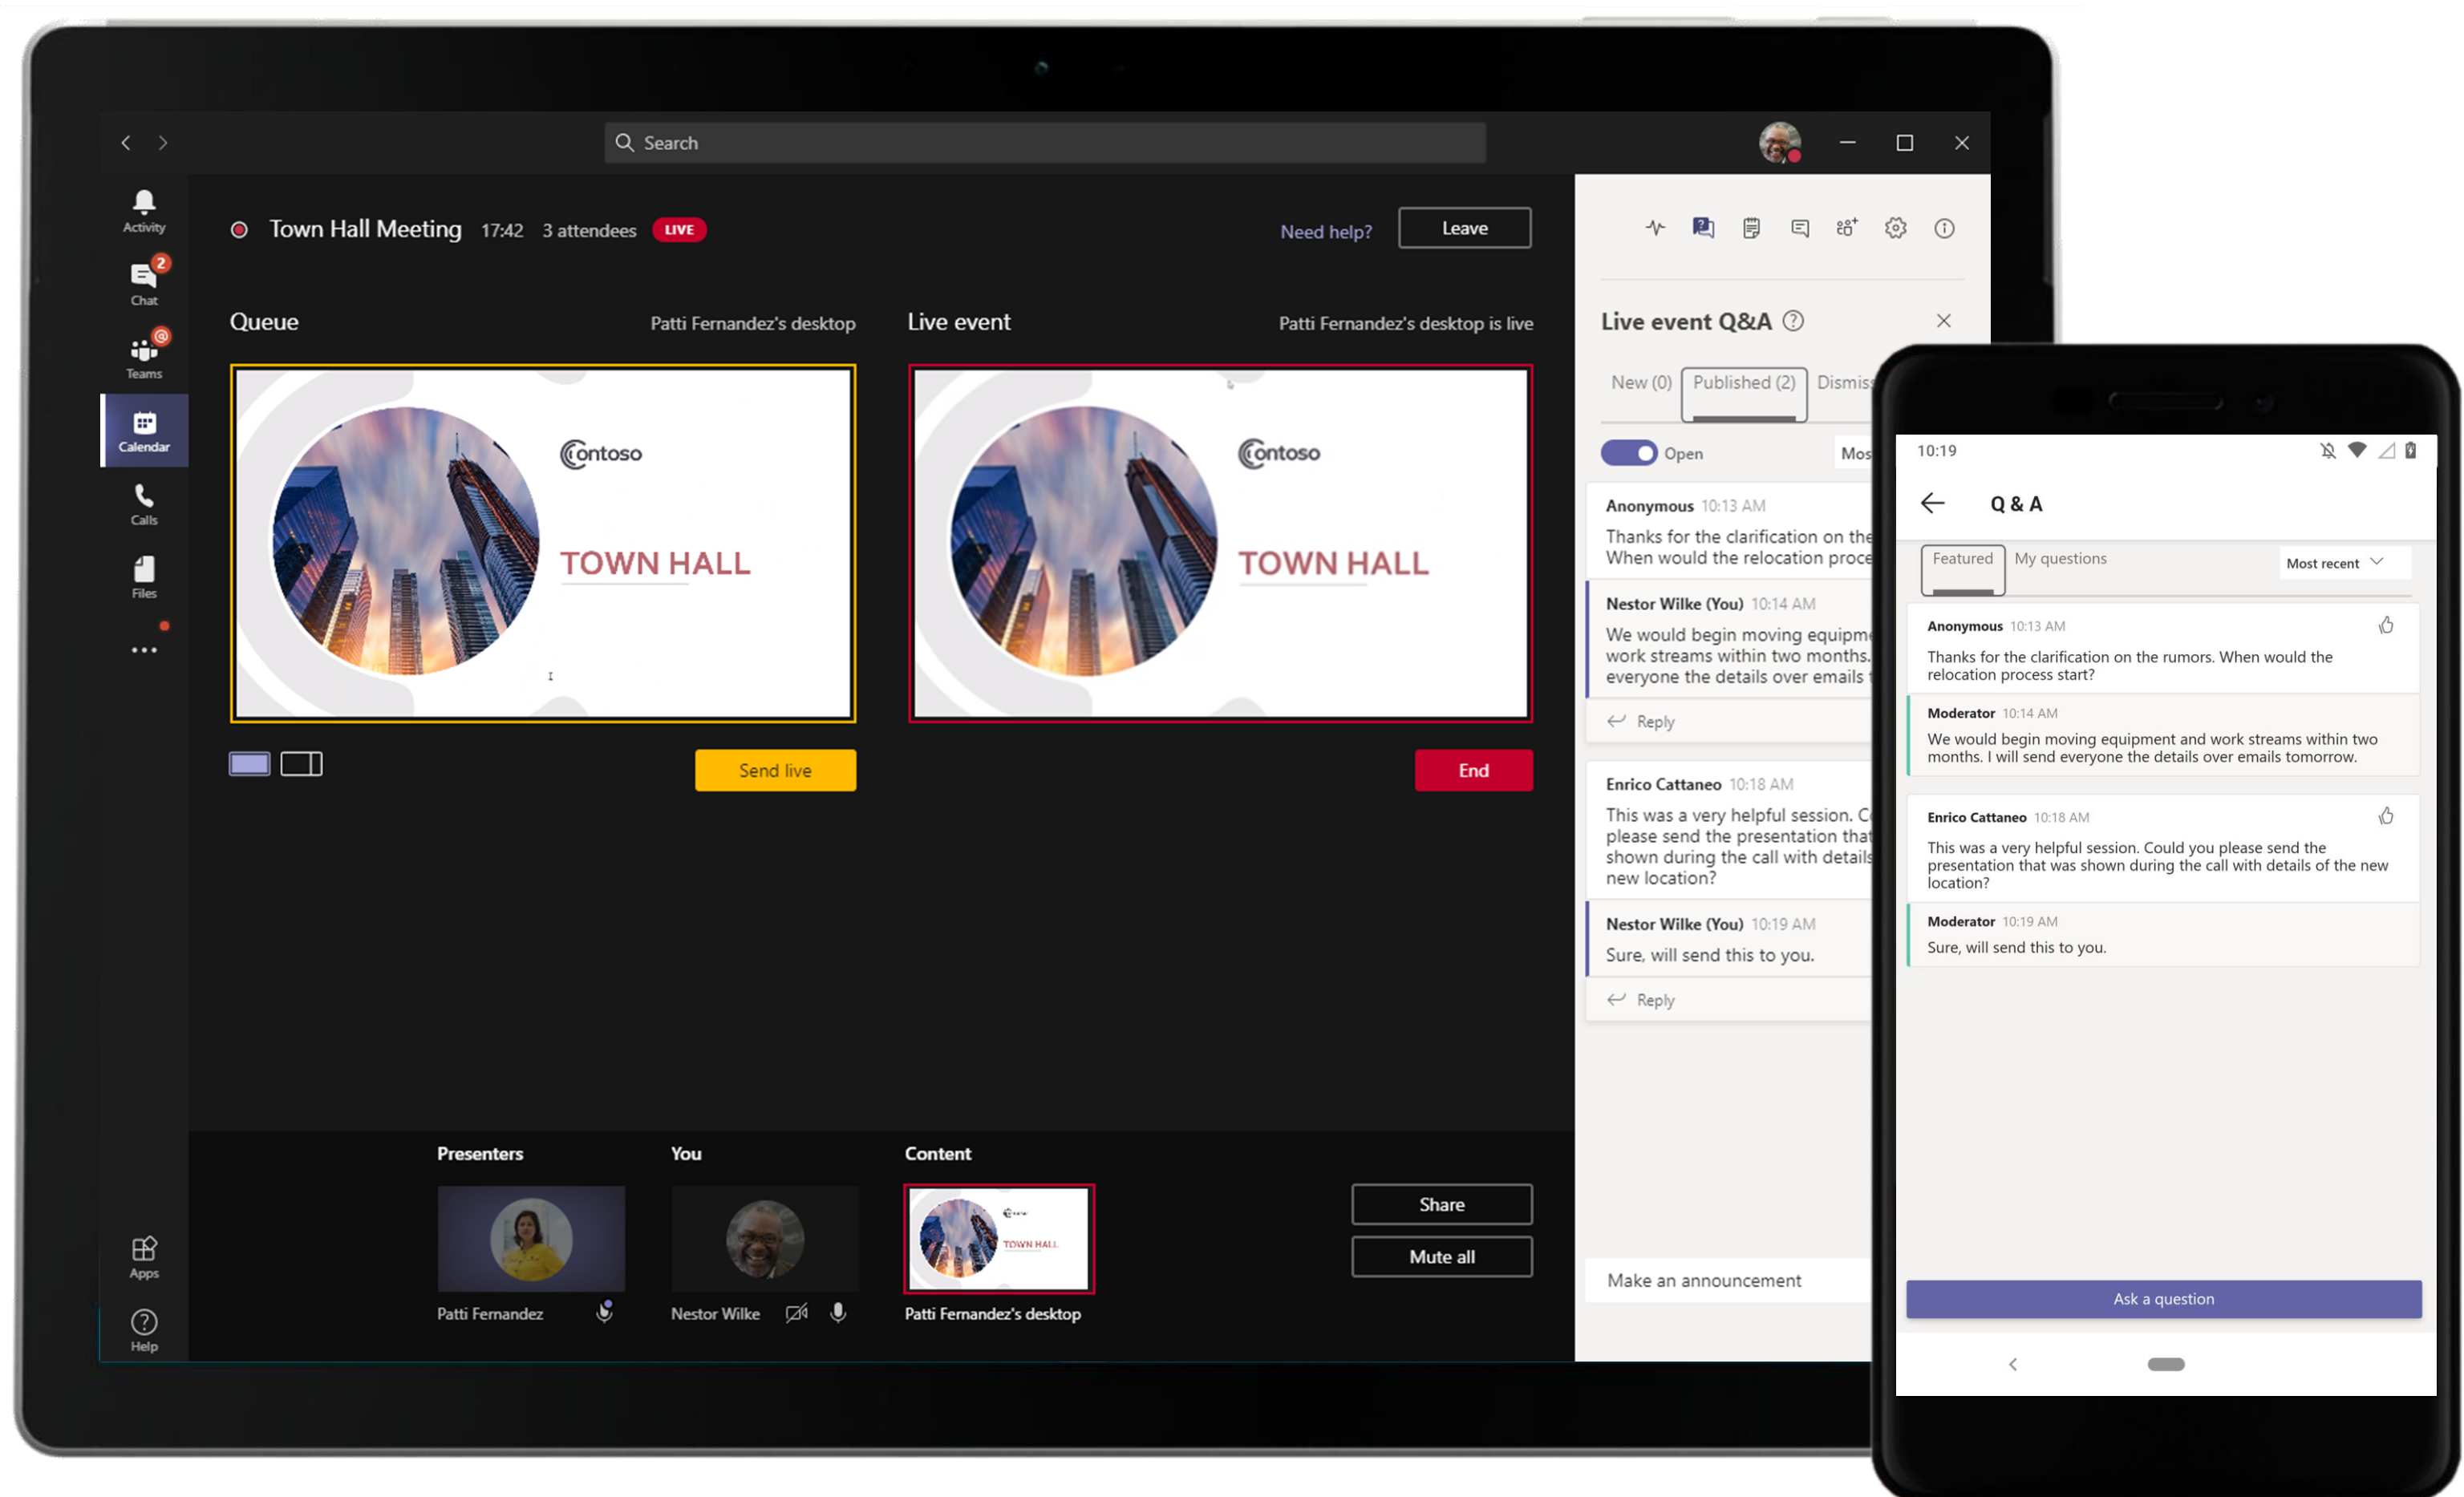 Search
Activity
2
Chat
@
Teams
Calendar
Calls
Files
Apps
Help
Town Hall Meeting 17:42 3 attendees LIVE
Need help? Leave
Queue Patti Fernandez's desktop
Contoso
TOWN HALL
Send live
Live event Patti Fernandez's desktop is live
Contoso
TOWN HALL
End
Presenters
Patti Fernandez
You
Nestor Wilke
Content
Contoso
TOWN HALL
Patti Fernandez's desktop
Share
Mute all
Live event Q&A
New (0) Published (2) Dismis
Open Mos
Anonymous 10:13 AM
Thanks for the clarification on the
When would the relocation proce
Nestor Wilke (You) 10:14 AM
We would begin moving equipm
work streams within two months.
everyone the details over emails
Reply
Enrico Cattaneo 10:18 AM
This was a very helpful session. C
please send the presentation that
shown during the call with details
new location?
Nestor Wilke (You) 10:19 AM
Sure, will send this to you.
Reply
Make an announcement
10:19
Q & A
Featured My questions Most recent
Anonymous 10:13 AM
Thanks for the clarification on the rumors. When would the
relocation process start?
Moderator 10:14 AM
We would begin moving equipment and work streams within two
months. I will send everyone the details over emails tomorrow.
Enrico Cattaneo 10:18 AM
This was a very helpful session. Could you please send the
presentation that was shown during the call with details of the new
location?
Moderator 10:19 AM
Sure, will send this to you.
Ask a question